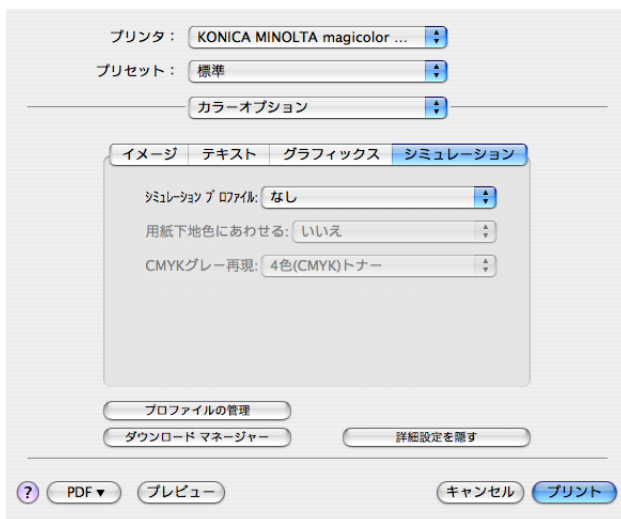 プリンタ： KONICA MINOLTA magicolor ...
プリセット： 標準
カラーオプション
イメージ テキスト グラフィックス シミュレーション
ｼﾐｭﾚｰｼｮﾝ ﾌﾟﾛﾌｧｲﾙ: なし
用紙下地色にあわせる: いいえ
CMYKグレー再現: 4色(CMYK)トナー
プロファイルの管理
ダウンロード マネージャー 詳細設定を隠す
? PDF▼ プレビュー キャンセル プリント